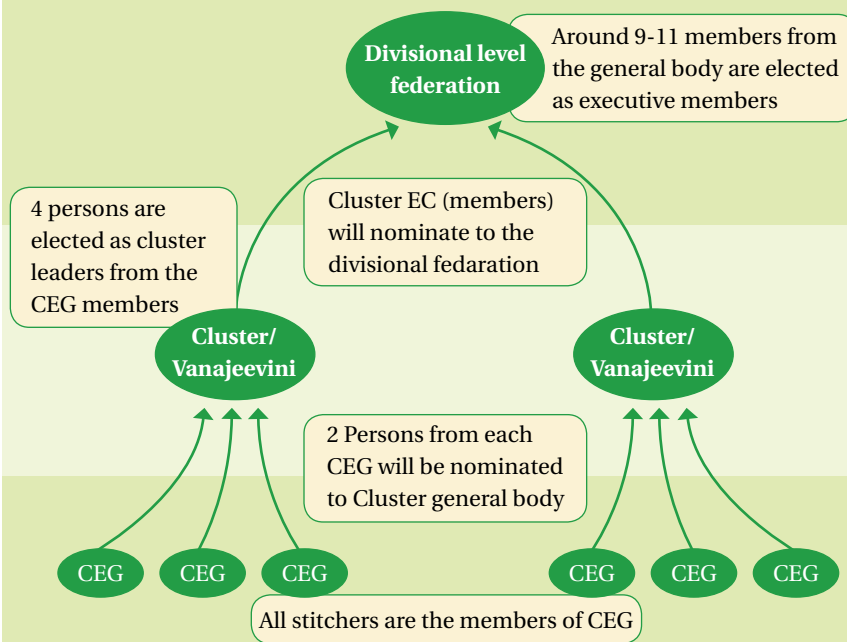 Divisional level
federation
Around 9-11 members from
the general body are elected
as executive members
4 persons are
elected as cluster
leaders from the
CEG members
Cluster EC (members)
will nominate to the
divisional fedaration
Cluster/
Vanajeevini
Cluster/
Vanajeevini
2 Persons from each
CEG will be nominated
to Cluster general body
CEG
CEG
CEG
CEG
CEG
CEG
All stitchers are the members of CEG